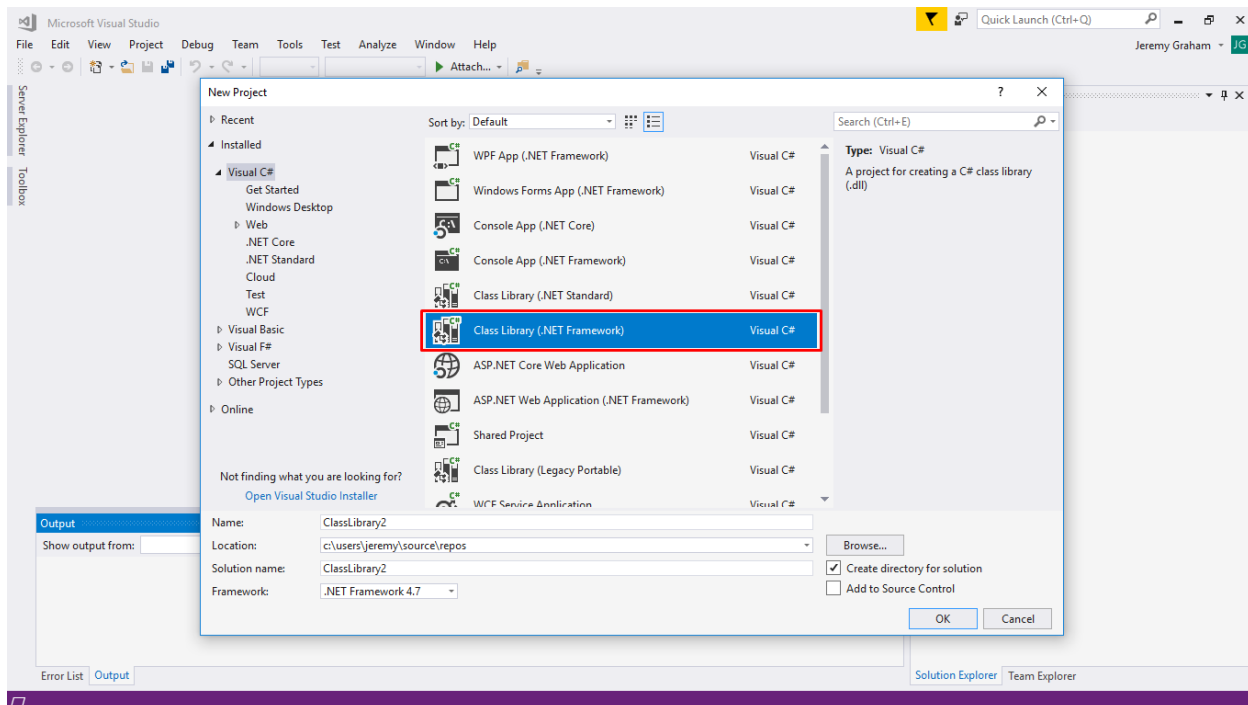 Microsoft Visual Studio
Quick Launch (Ctrl+Q)
File Edit View Project Debug Team Tools Test Analyze Window Help
Jeremy Graham JG
Attach...
Server Explorer
Toolbox
New Project ?
Recent
Installed
Visual C#
Get Started
Windows Desktop
Web
.NET Core
.NET Standard
Cloud
Test
WCF
Visual Basic
Visual F#
SQL Server
Other Project Types
Online
Not finding what you are looking for?
Open Visual Studio Installer
Sort by: Default
WPF App (.NET Framework) Visual C#
Windows Forms App (.NET Framework) Visual C#
Console App (.NET Core) Visual C#
Console App (.NET Framework) Visual C#
Class Library (.NET Standard) Visual C#
Class Library (.NET Framework) Visual C#
ASP.NET Core Web Application Visual C#
ASP.NET Web Application (.NET Framework) Visual C#
Shared Project Visual C#
Class Library (Legacy Portable) Visual C#
WCF Service Application Visual C#
Search (Ctrl+E)
Type: Visual C#
A project for creating a C# class library
(.dll)
Name: ClassLibrary2
Location: c:\users\jeremy\source\repos
Browse...
Solution name: ClassLibrary2
Create directory for solution
Framework: .NET Framework 4.7
Add to Source Control
OK Cancel
Output
Show output from:
Error List Output
Solution Explorer Team Explorer